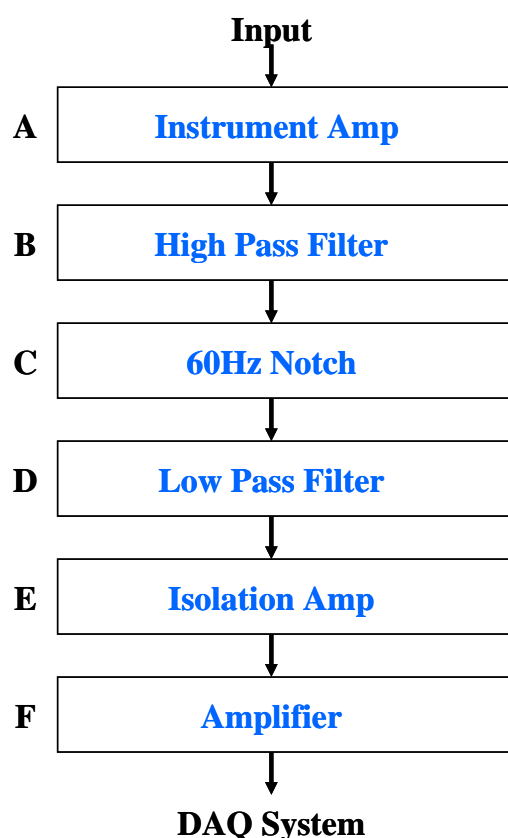 Input
A Instrument Amp
B High Pass Filter
C 60Hz Notch
D Low Pass Filter
E Isolation Amp
F Amplifier
DAQ System